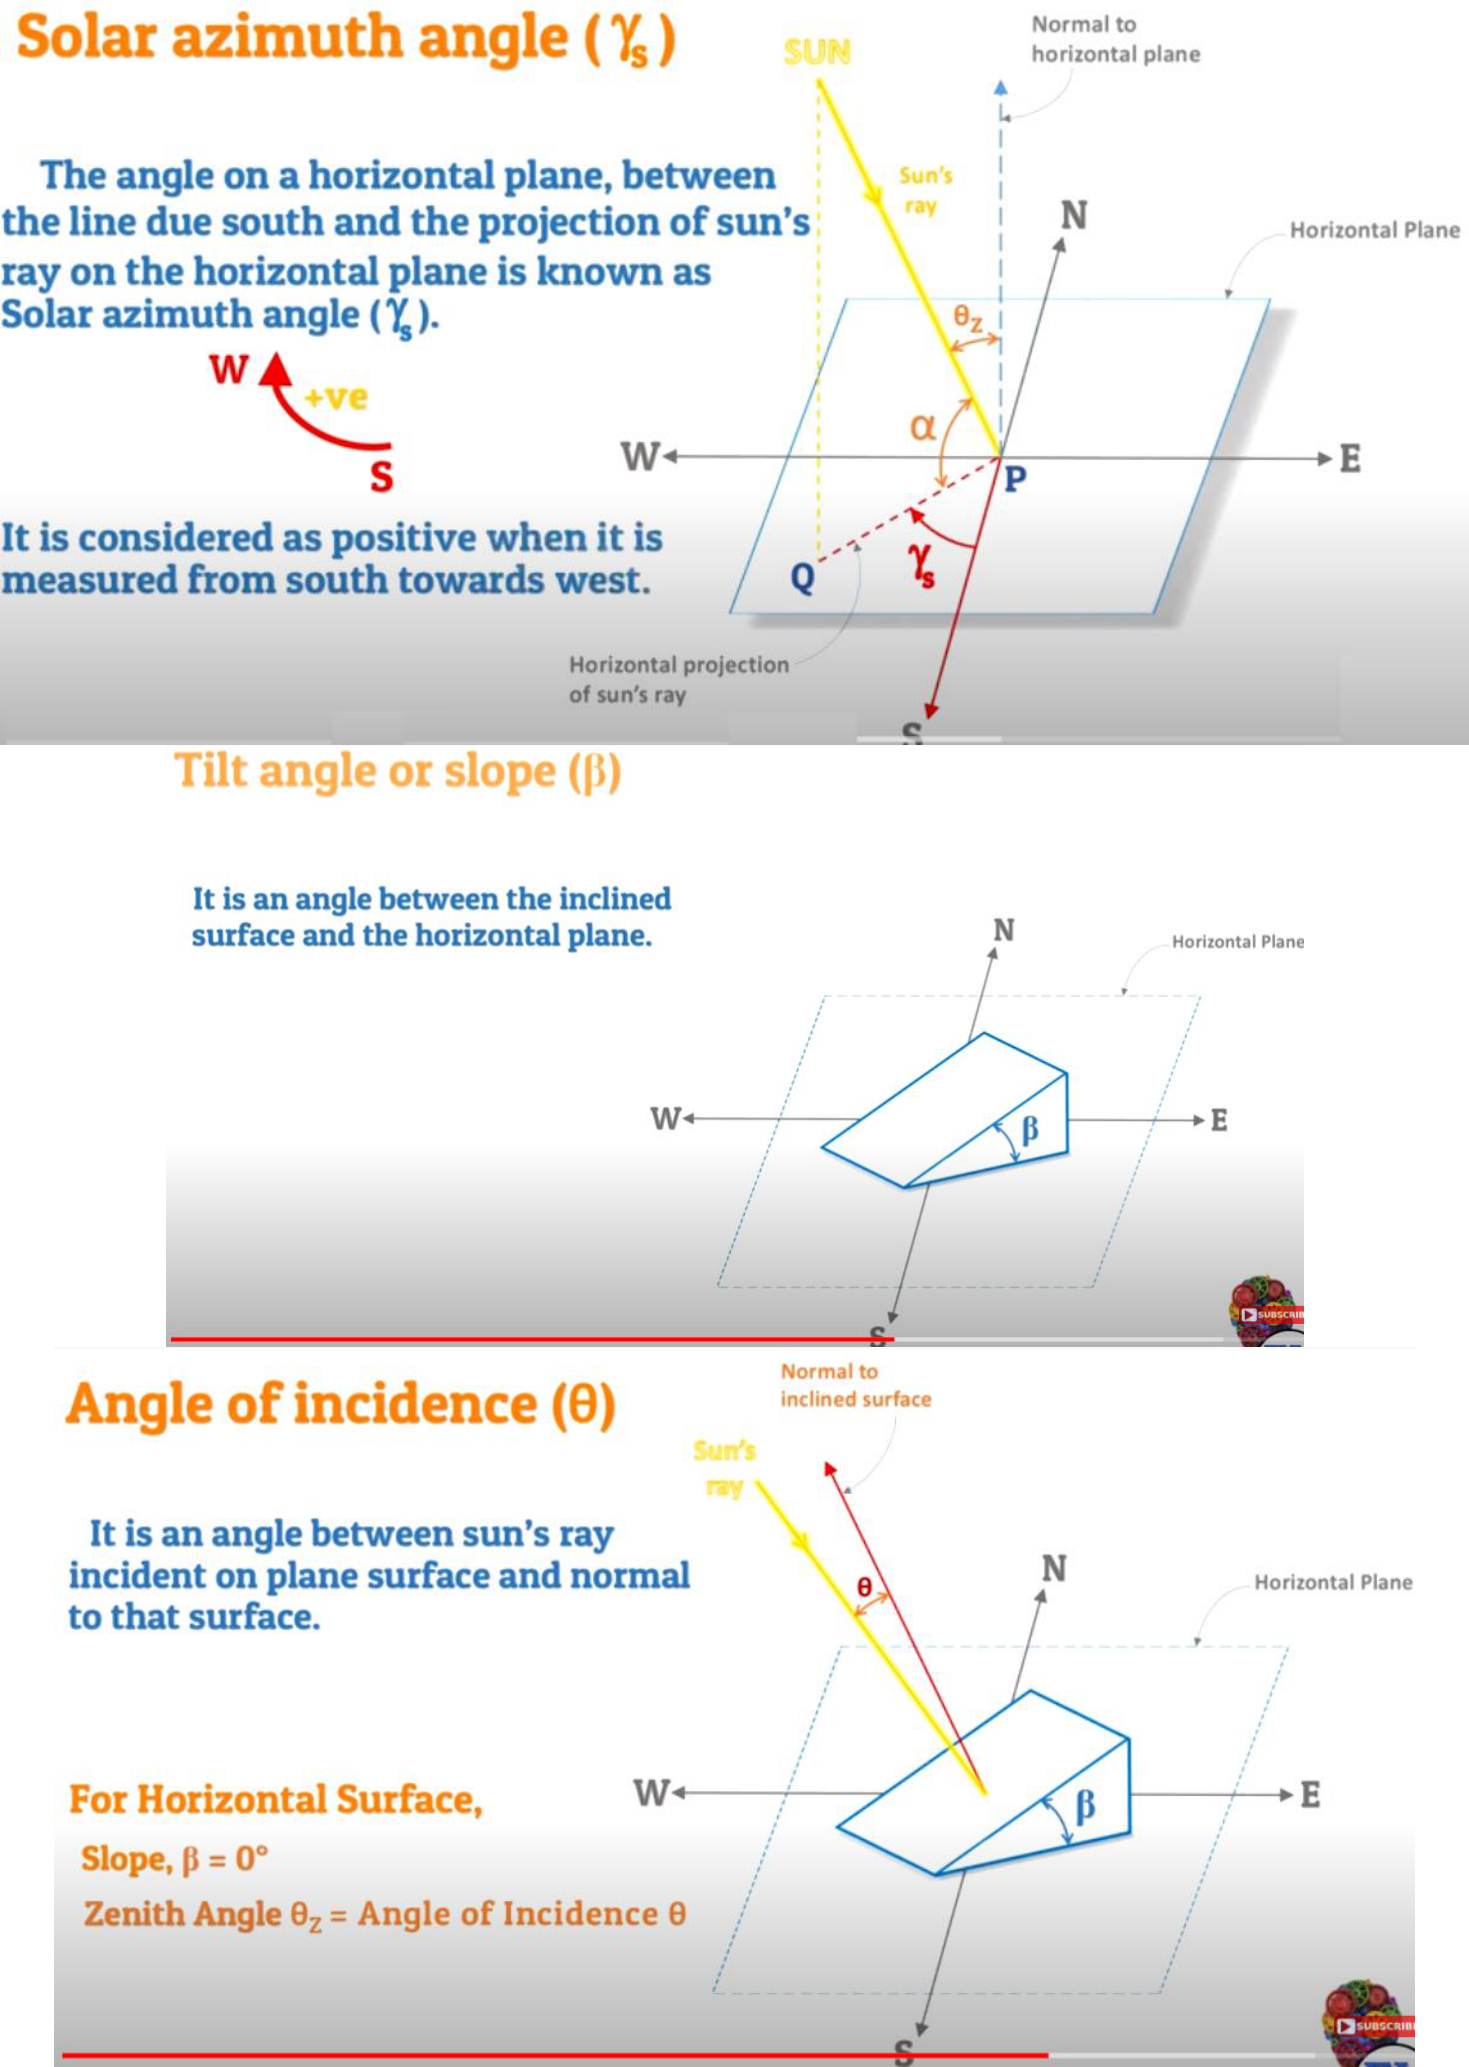 Solar azimuth angle (γs)
The angle on a horizontal plane, between
the line due south and the projection of sun's
ray on the horizontal plane is known as
Solar azimuth angle (γs).
W
+ve
S
It is considered as positive when it is
measured from south towards west.
SUN
Normal to
horizontal plane
Sun's
ray
N
Horizontal Plane
θz
α
W
E
P
γs
Q
Horizontal projection
of sun's ray
S
Tilt angle or slope (β)
It is an angle between the inclined
surface and the horizontal plane.
N
Horizontal Plane
W
β
E
S
SUBSCRIB
Angle of incidence (θ)
Normal to
inclined surface
Sun's
ray
It is an angle between sun's ray
incident on plane surface and normal
to that surface.
θ
N
Horizontal Plane
For Horizontal Surface,
W
β
E
Slope, β = 0°
Zenith Angle θz = Angle of Incidence θ
S
SUBSCRIB